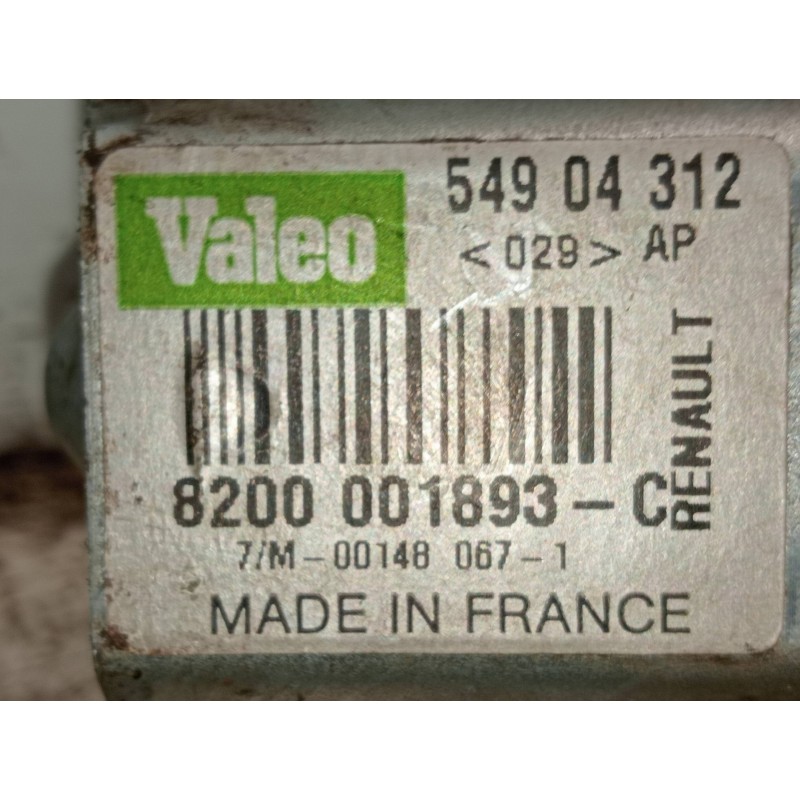 Valeo
549 04 312
<029> AP
RENAULT
8200 001893-C
7/M-00148 067-1
MADE IN FRANCE